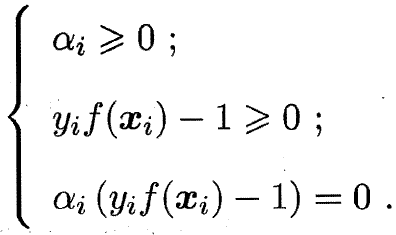 αᵢ ⩾ 0 ;
yᵢf(𝒙ᵢ) − 1 ⩾ 0 ;
αᵢ (yᵢf(𝒙ᵢ) − 1) = 0 .